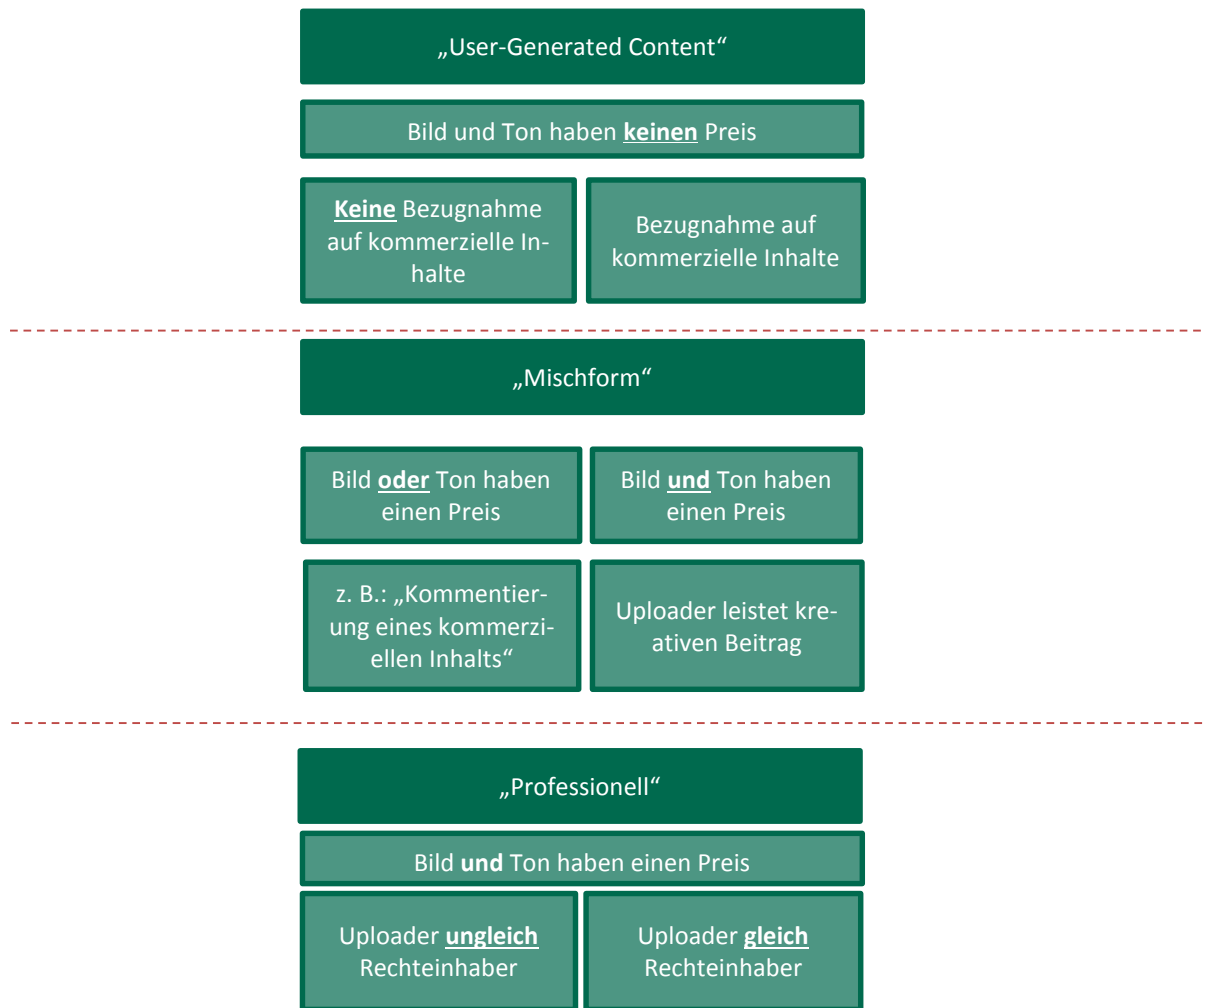 „User-Generated Content“
Bild und Ton haben keinen Preis
Keine Bezugnahme
auf kommerzielle In-
halte
Bezugnahme auf
kommerzielle Inhalte
„Mischform“
Bild oder Ton haben
einen Preis
Bild und Ton haben
einen Preis
z. B.: „Kommentier-
ung eines kommerzi-
ellen Inhalts“
Uploader leistet kre-
ativen Beitrag
„Professionell“
Bild und Ton haben einen Preis
Uploader ungleich
Rechteinhaber
Uploader gleich
Rechteinhaber